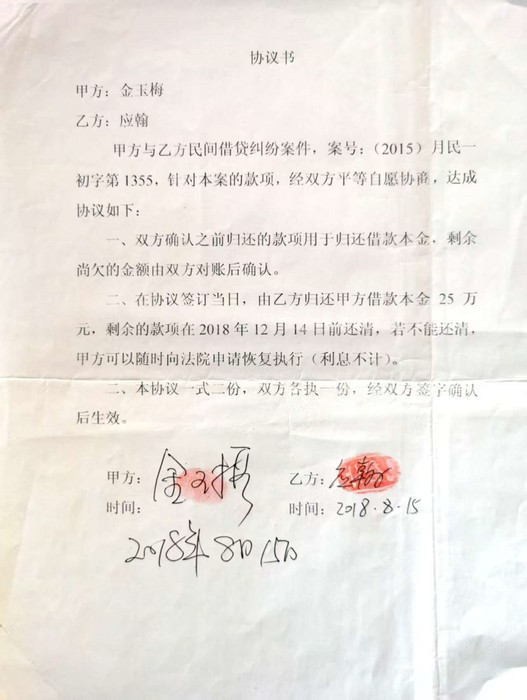 协议书
甲方：金玉梅
乙方：应翰
甲方与乙方民间借贷纠纷案件，案号：（2015）月民一
初字第1355，针对本案的款项，经双方平等自愿协商，达成
协议如下：
一、双方确认之前归还的款项用于归还借款本金，剩余
尚欠的金额由双方对账后确认。
二、在协议签订当日，由乙方归还甲方借款本金 25 万
元，剩余的款项在 2018 年 12 月 14 日前还清，若不能还清，
甲方可以随时向法院申请恢复执行（利息不计）。
二、本协议一式二份，双方各执一份，经双方签字确认
后生效。
甲方：金玉梅 乙方：应翰
时间： 时间：2018.8.15
2018年8日15日